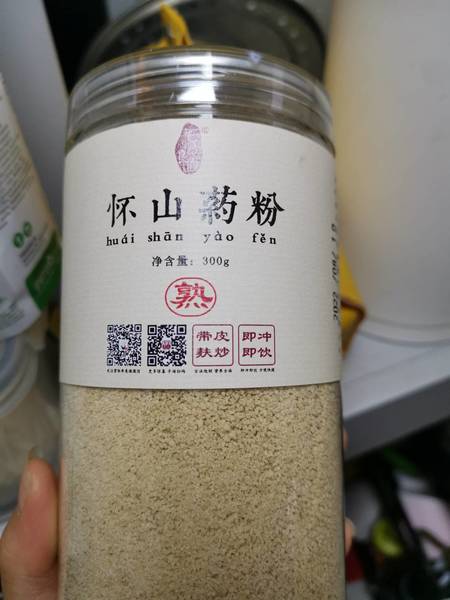 怀山药粉
huái shān yào fěn
净含量：300g
熟
带皮 即冲
麸炒 即饮